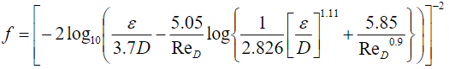 f = [-2 log₁₀(ε/3.7D - 5.05/Re_D log{1/2.826 [ε/D]^1.11 + 5.85/Re_D^0.9})]^-2